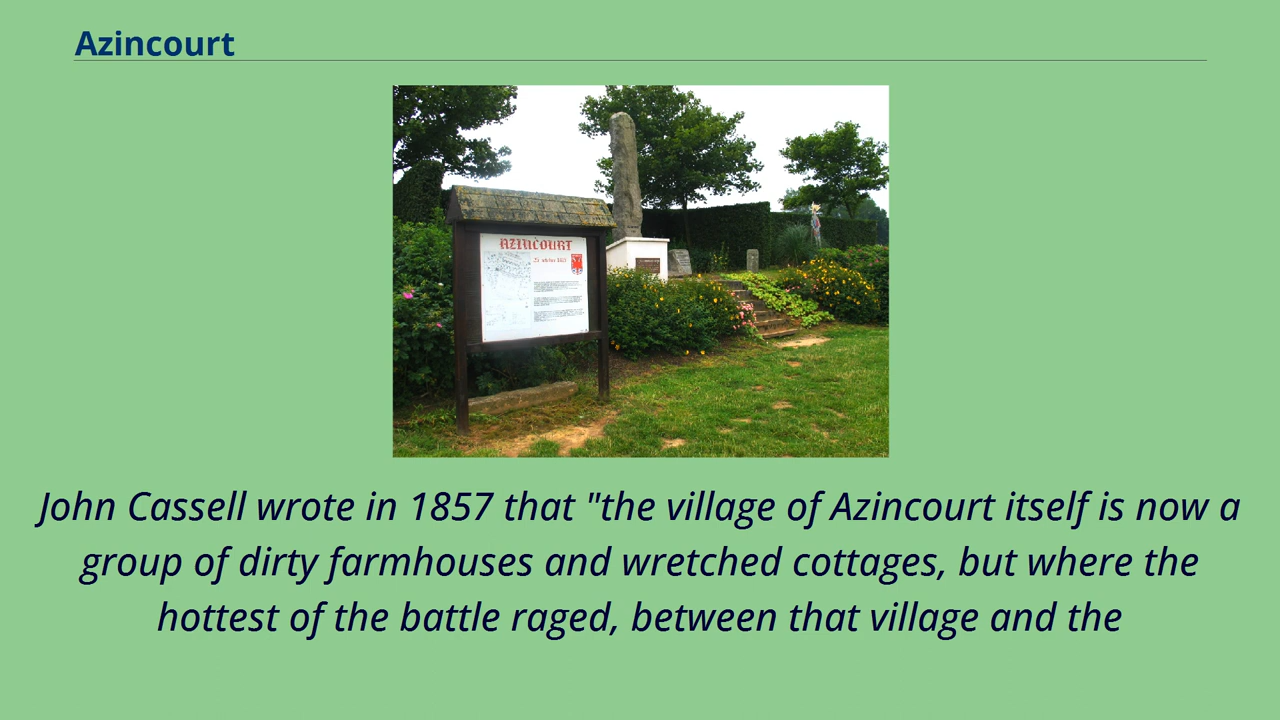 Azincourt
AZINCOURT
John Cassell wrote in 1857 that "the village of Azincourt itself is now a
group of dirty farmhouses and wretched cottages, but where the
hottest of the battle raged, between that village and the